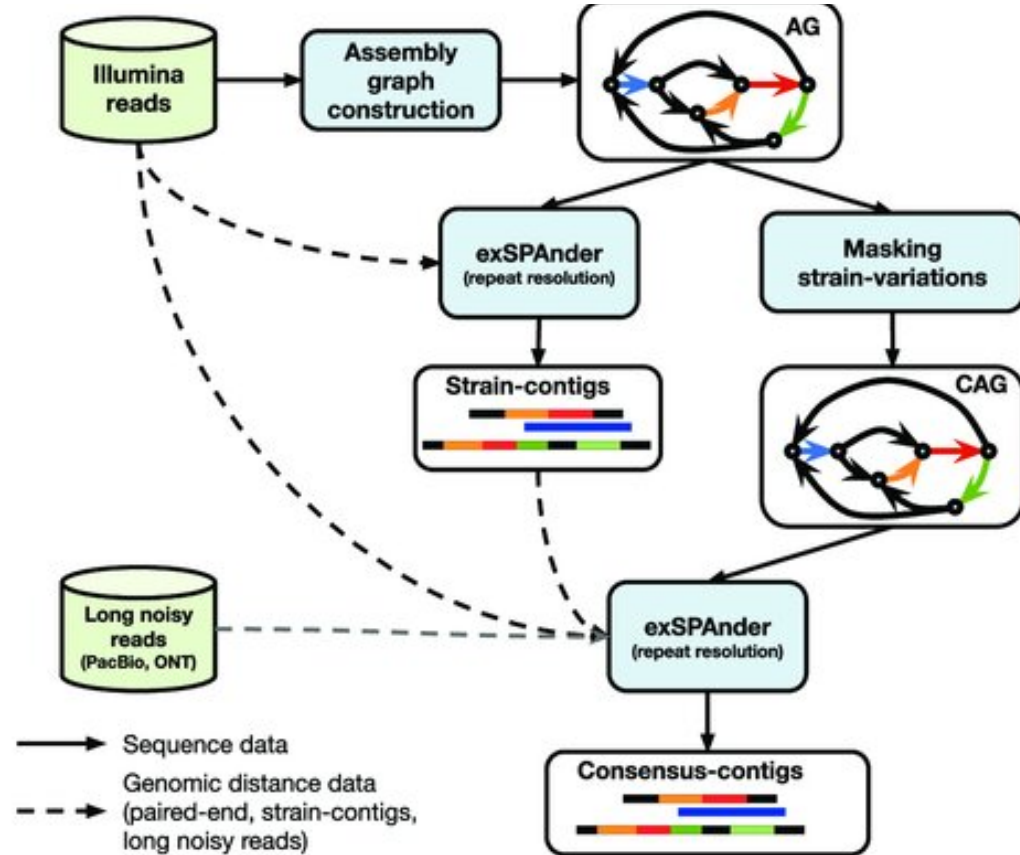 Illumina
reads
Assembly
graph
construction
AG
exSPAnder
(repeat resolution)
Masking
strain-variations
Strain-contigs
CAG
Long noisy
reads
(PacBio, ONT)
exSPAnder
(repeat resolution)
Sequence data
Genomic distance data
(paired-end, strain-contigs,
long noisy reads)
Consensus-contigs